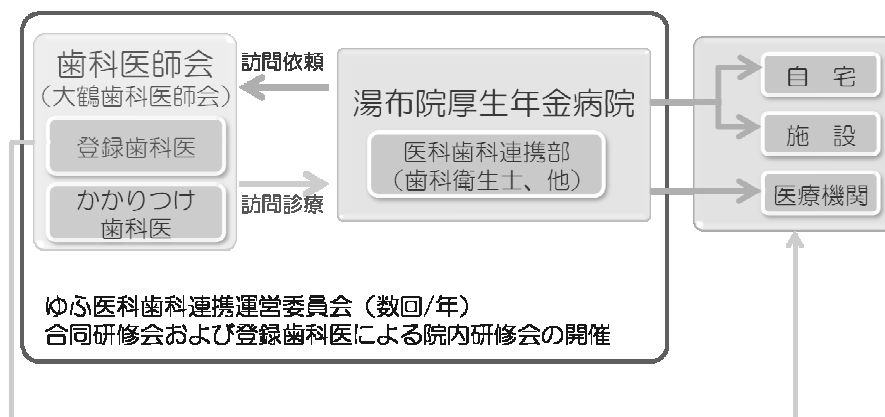 歯科医師会
（大鶴歯科医師会）
登録歯科医
かかりつけ
歯科医
訪問依頼
訪問診療
湯布院厚生年金病院
医科歯科連携部
（歯科衛生士、他）
自 宅
施 設
医療機関
ゆふ医科歯科連携運営委員会（数回/年）
合同研修会および登録歯科医による院内研修会の開催